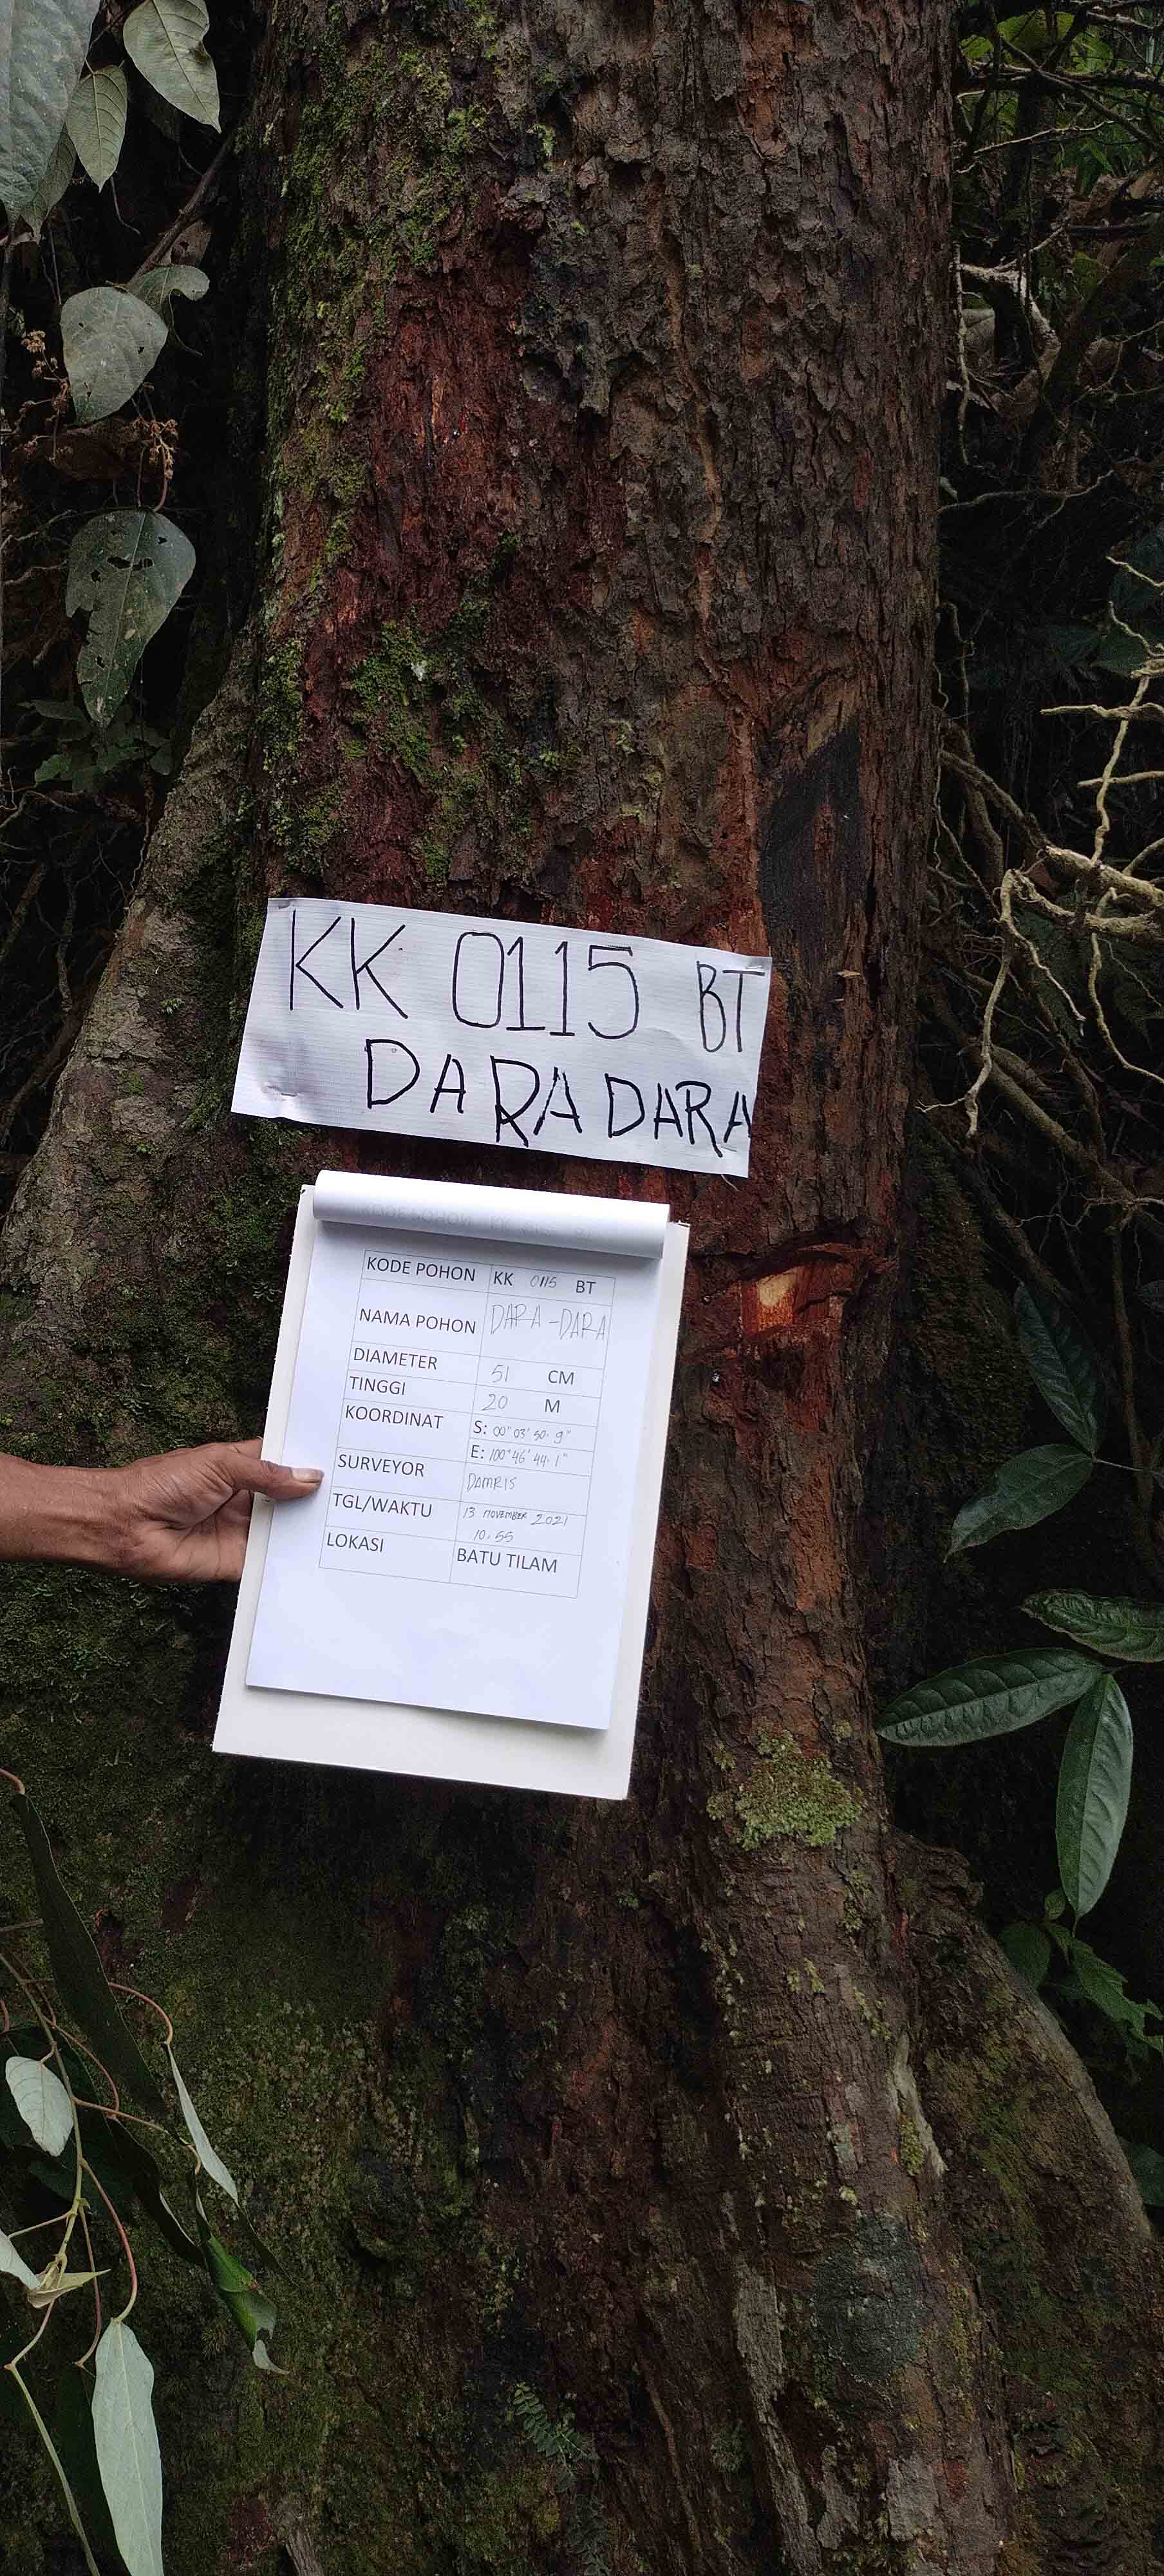 KK 0115 BT
DARA DARA
KODE POHON KK 0115 BT
NAMA POHON DARA-DARA
DIAMETER 51 CM
TINGGI 20 M
KOORDINAT S: 00° 03' 50.9"
E: 100° 46' 44.1"
SURVEYOR DAMRIS
TGL/WAKTU 13 NOVEMBER 2021
10.55
LOKASI BATU TILAM